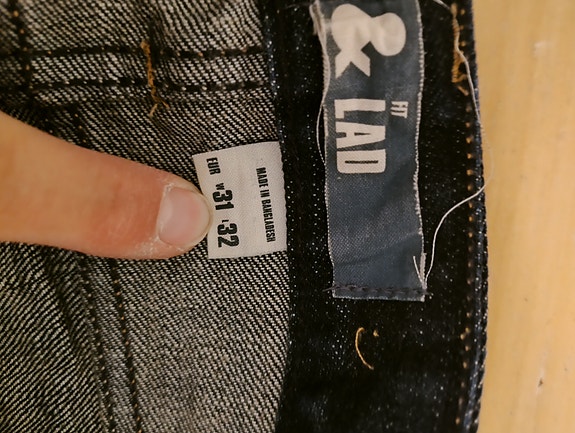 &
FIT
LAD
EUR W31 L32
MADE IN BANGLADESH